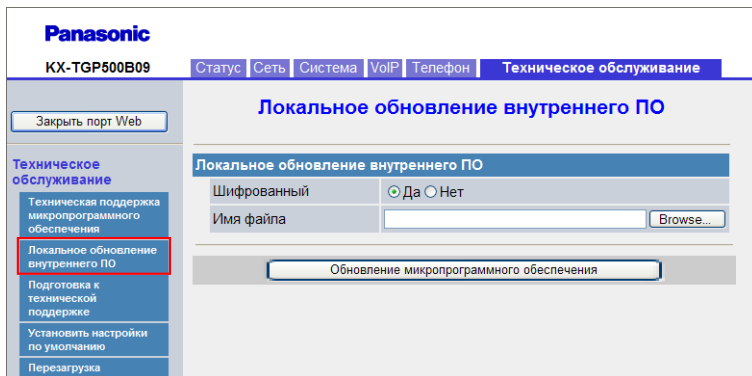 Panasonic
KX-TGP500B09
Статус Сеть Система VoIP Телефон Техническое обслуживание
Закрыть порт Web
Локальное обновление внутреннего ПО
Техническое
обслуживание
Техническая поддержка
микропрограммного
обеспечения
Локальное обновление
внутреннего ПО
Подготовка к
технической
поддержке
Установить настройки
по умолчанию
Перезагрузка
Локальное обновление внутреннего ПО
Шифрованный Да Нет
Имя файла Browse...
Обновление микропрограммного обеспечения